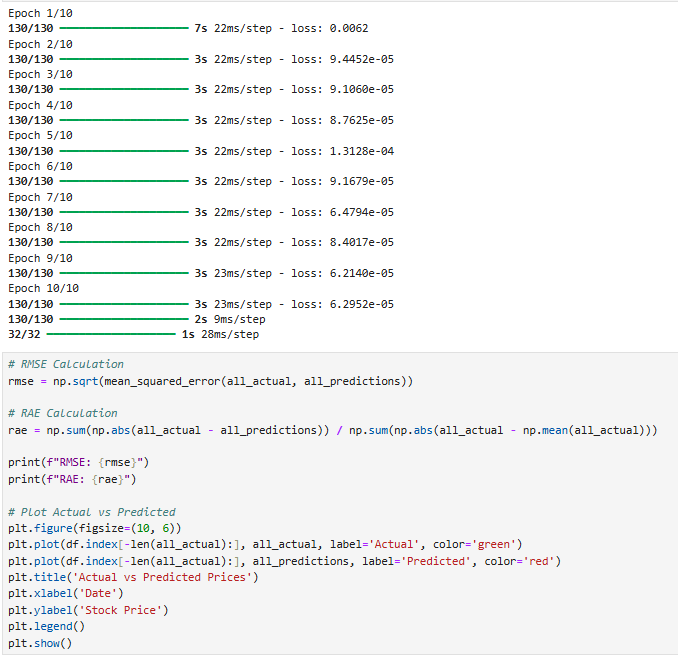 Epoch 1/10
130/130 7s 22ms/step - loss: 0.0062
Epoch 2/10
130/130 3s 22ms/step - loss: 9.4452e-05
Epoch 3/10
130/130 3s 22ms/step - loss: 9.1060e-05
Epoch 4/10
130/130 3s 22ms/step - loss: 8.7625e-05
Epoch 5/10
130/130 3s 22ms/step - loss: 1.3128e-04
Epoch 6/10
130/130 3s 22ms/step - loss: 9.1679e-05
Epoch 7/10
130/130 3s 22ms/step - loss: 6.4794e-05
Epoch 8/10
130/130 3s 22ms/step - loss: 8.4017e-05
Epoch 9/10
130/130 3s 23ms/step - loss: 6.2140e-05
Epoch 10/10
130/130 3s 23ms/step - loss: 6.2952e-05
130/130 2s 9ms/step
32/32 1s 28ms/step
# RMSE Calculation
rmse = np.sqrt(mean_squared_error(all_actual, all_predictions))
# RAE Calculation
rae = np.sum(np.abs(all_actual - all_predictions)) / np.sum(np.abs(all_actual - np.mean(all_actual)))
print(f"RMSE: {rmse}")
print(f"RAE: {rae}")
# Plot Actual vs Predicted
plt.figure(figsize=(10, 6))
plt.plot(df.index[-len(all_actual):], all_actual, label='Actual', color='green')
plt.plot(df.index[-len(all_actual):], all_predictions, label='Predicted', color='red')
plt.title('Actual vs Predicted Prices')
plt.xlabel('Date')
plt.ylabel('Stock Price')
plt.legend()
plt.show()